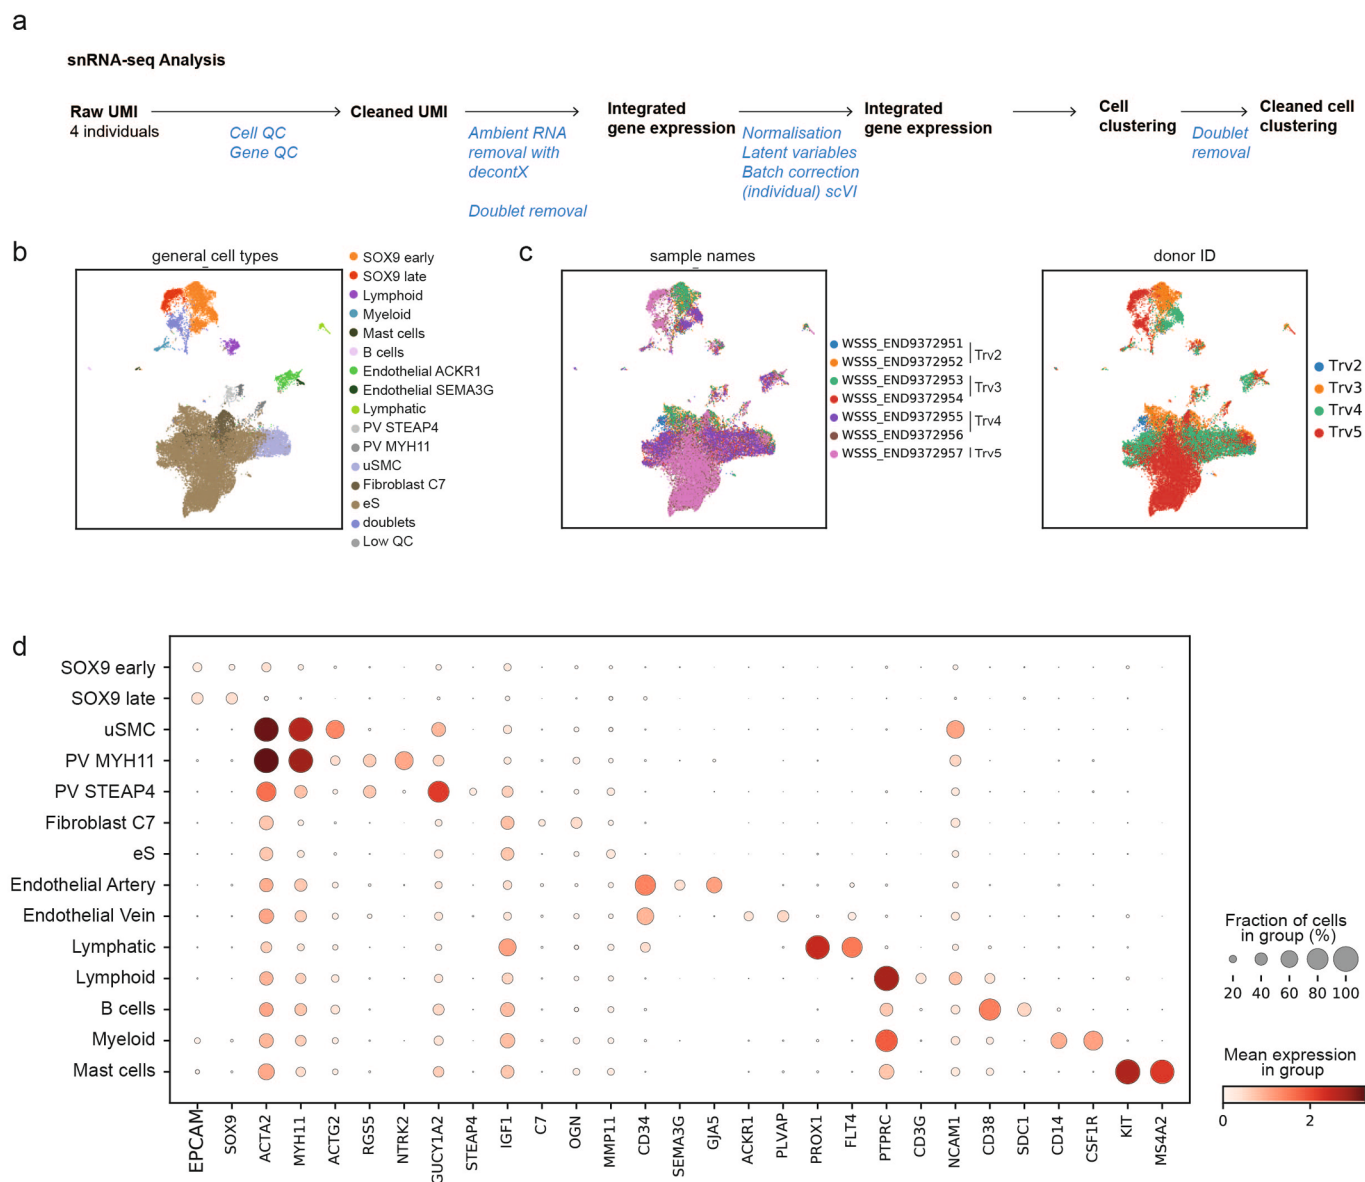 a
snRNA-seq Analysis
Raw UMI
4 individuals
Cell QC
Gene QC
Cleaned UMI
Ambient RNA
removal with
decontX
Doublet removal
Integrated
gene expression
Normalisation
Latent variables
Batch correction
(individual) scVI
Integrated
gene expression
Cell
clustering
Doublet
removal
Cleaned cell
clustering
b
general cell types
SOX9 early
SOX9 late
Lymphoid
Myeloid
Mast cells
B cells
Endothelial ACKR1
Endothelial SEMA3G
Lymphatic
PV STEAP4
PV MYH11
uSMC
Fibroblast C7
eS
doublets
Low QC
c
sample names
WSSS_END9372951
WSSS_END9372952
WSSS_END9372953
WSSS_END9372954
WSSS_END9372955
WSSS_END9372956
WSSS_END9372957
Trv2
Trv3
Trv4
Trv5
donor ID
Trv2
Trv3
Trv4
Trv5
d
SOX9 early
SOX9 late
uSMC
PV MYH11
PV STEAP4
Fibroblast C7
eS
Endothelial Artery
Endothelial Vein
Lymphatic
Lymphoid
B cells
Myeloid
Mast cells
EPCAM
SOX9
ACTA2
MYH11
ACTG2
RGS5
NTRK2
GUCY1A2
STEAP4
IGF1
C7
OGN
MMP11
CD34
SEMA3G
GJA5
ACKR1
PLVAP
PROX1
FLT4
PTPRC
CD3G
NCAM1
CD38
SDC1
CD14
CSF1R
KIT
MS4A2
Fraction of cells
in group (%)
20 40 60 80 100
Mean expression
in group
0 2